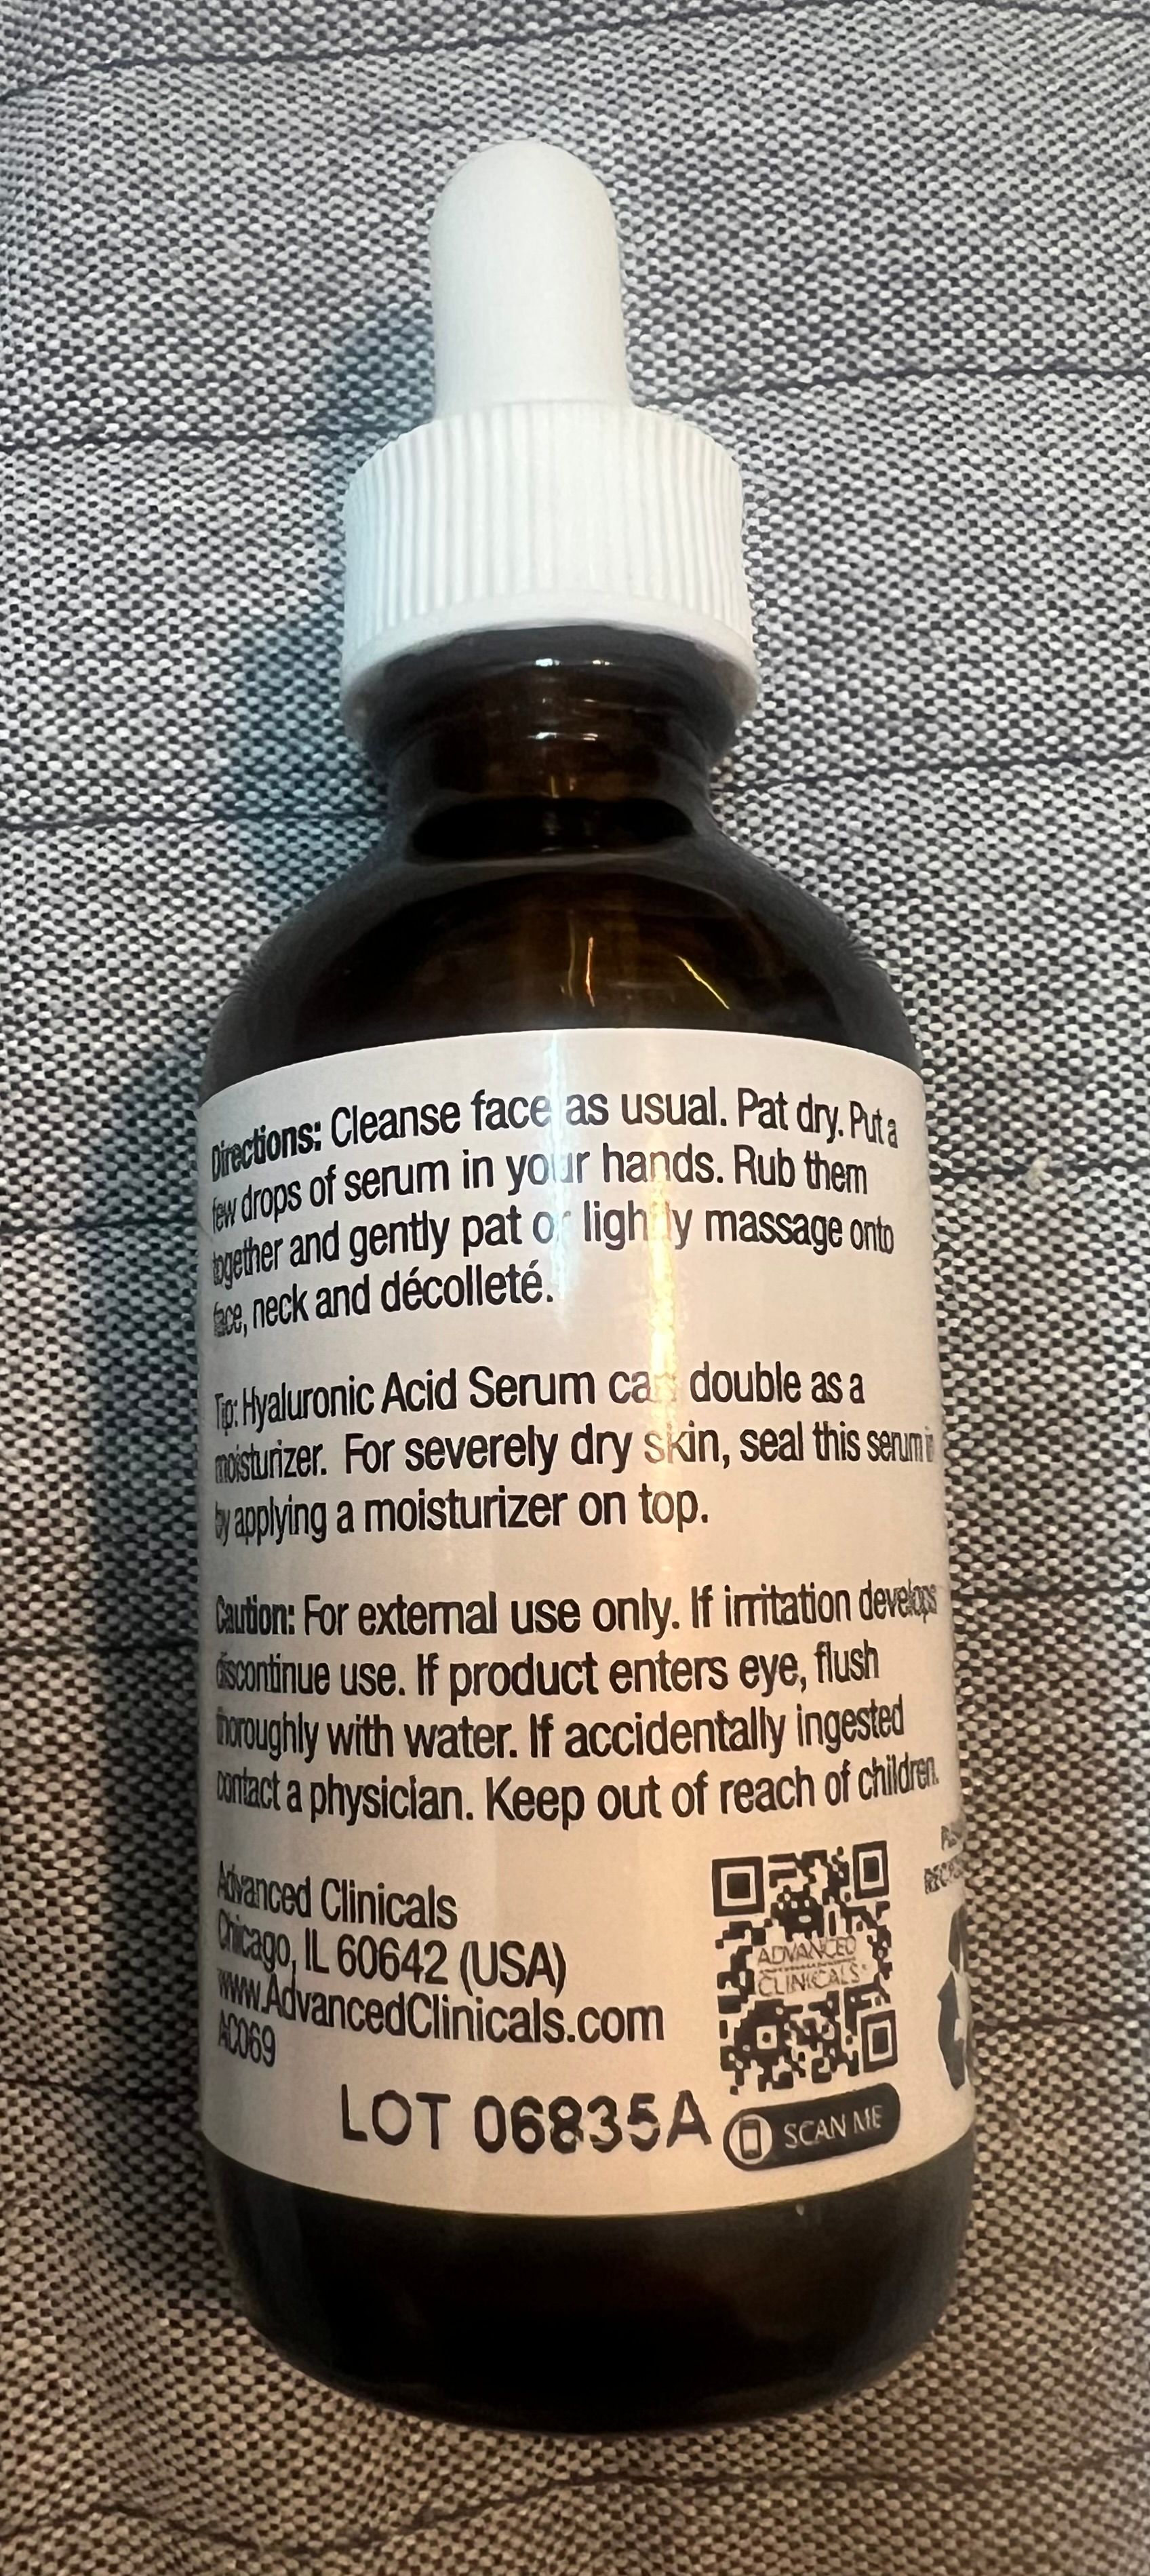 Directions: Cleanse face as usual. Pat dry. Put a
few drops of serum in your hands. Rub them
together and gently pat or lightly massage onto
face, neck and décolleté.
Tip: Hyaluronic Acid Serum can double as a
moisturizer. For severely dry skin, seal this serum in
by applying a moisturizer on top.
Caution: For external use only. If irritation develops
discontinue use. If product enters eye, flush
thoroughly with water. If accidentally ingested
contact a physician. Keep out of reach of children.
Advanced Clinicals
Chicago, IL 60642 (USA)
www.AdvancedClinicals.com
AC069
LOT 06835A
ADVANCED
CLINICALS®
SCAN ME